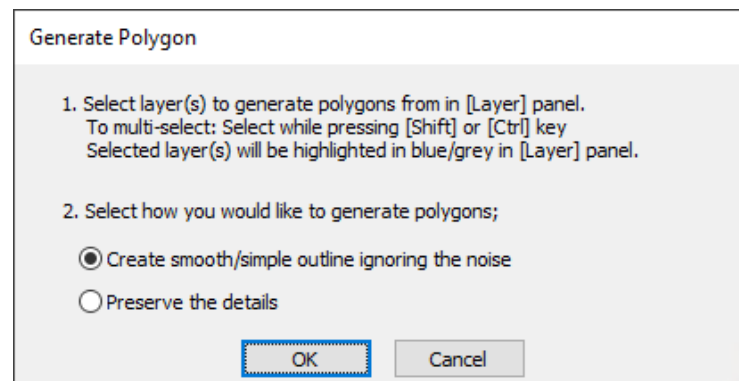 Generate Polygon
1. Select layer(s) to generate polygons from in [Layer] panel.
To multi-select: Select while pressing [Shift] or [Ctrl] key
Selected layer(s) will be highlighted in blue/grey in [Layer] panel.
2. Select how you would like to generate polygons;
Create smooth/simple outline ignoring the noise
Preserve the details
OK
Cancel